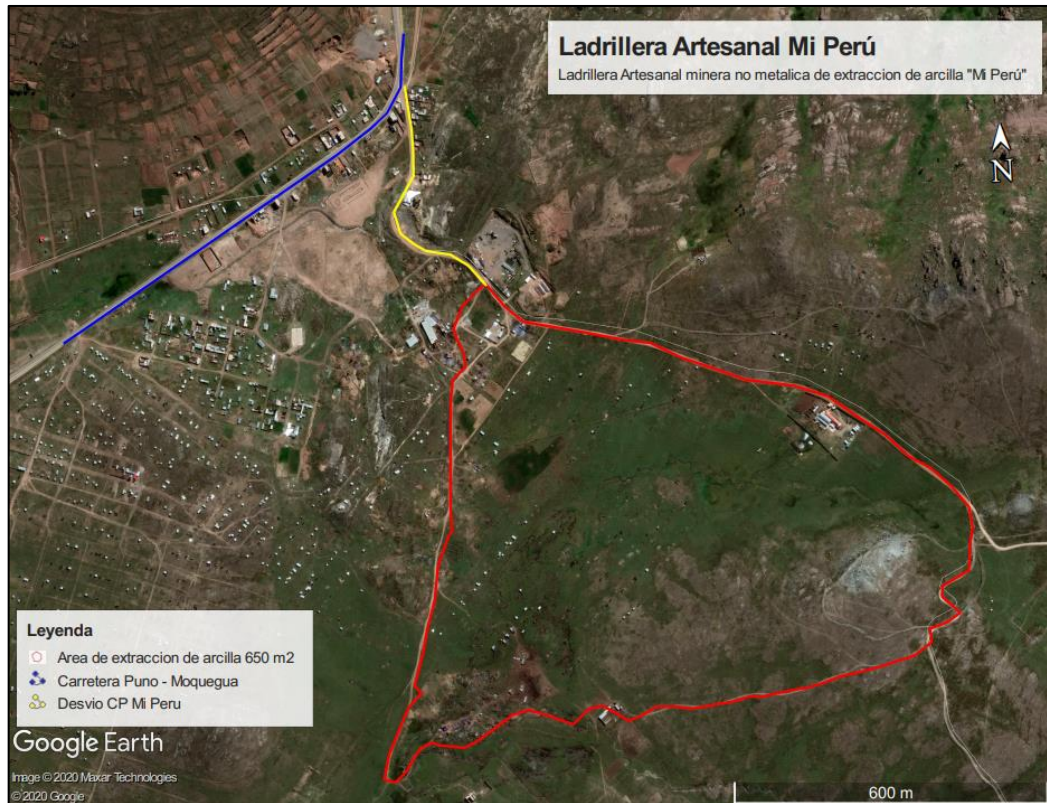 Ladrillera Artesanal Mi Perú
Ladrillera Artesanal minera no metalica de extraccion de arcilla "Mi Perú"
N
Leyenda
Area de extraccion de arcilla 650 m2
Carretera Puno - Moquegua
Desvio CP Mi Peru
Google Earth
Image © 2020 Maxar Technologies
© 2020 Google
600 m